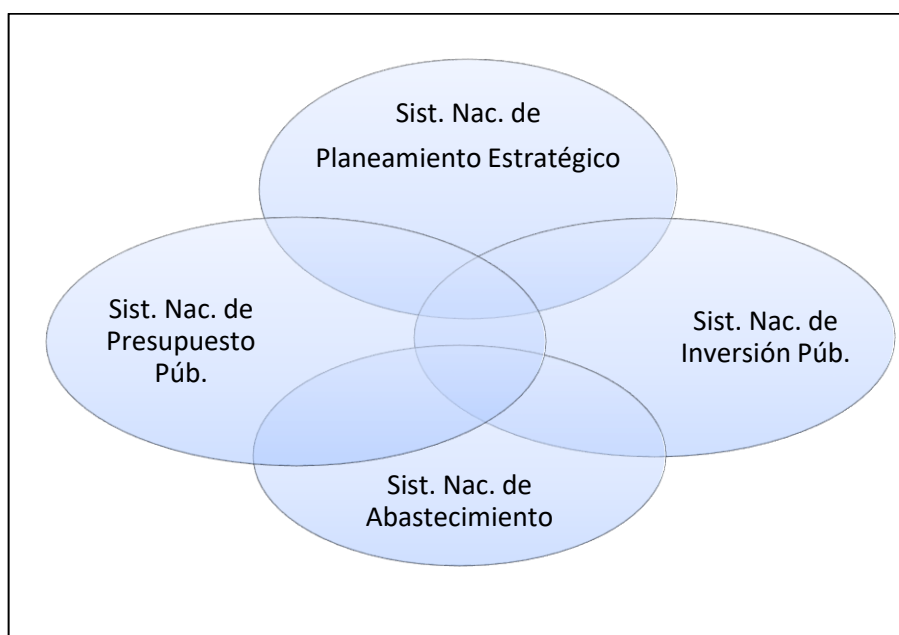 Sist. Nac. de
Planeamiento Estratégico
Sist. Nac. de
Presupuesto
Púb.
Sist. Nac. de
Inversión Púb.
Sist. Nac. de
Abastecimiento